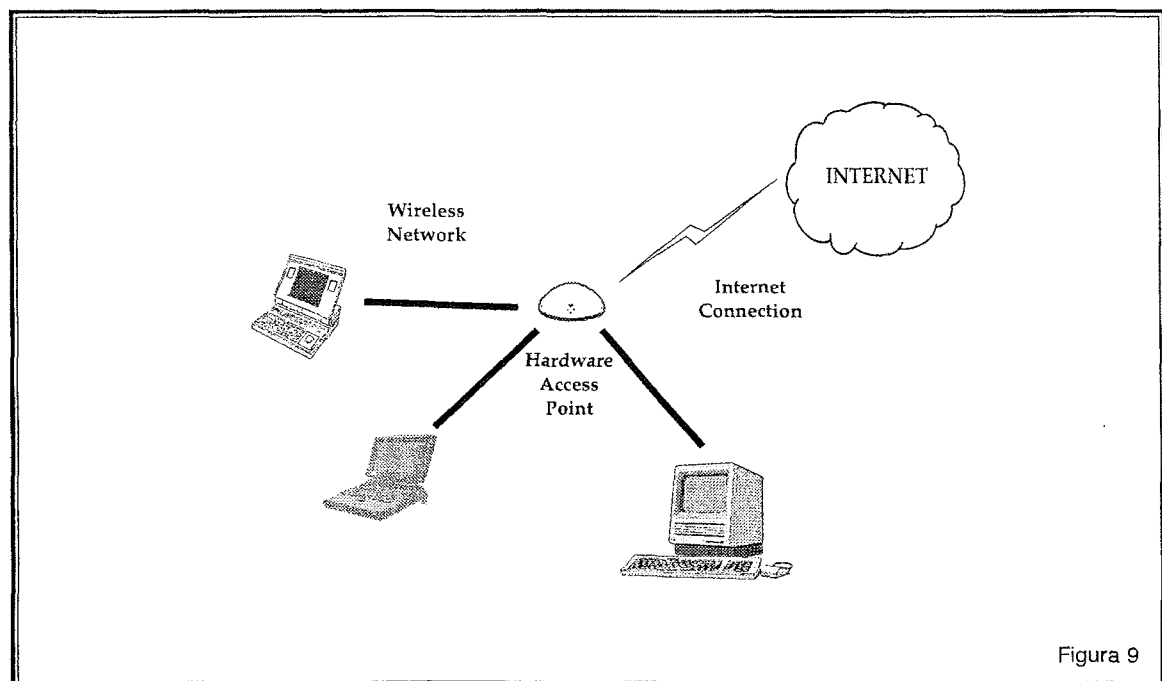 Wireless
Network
INTERNET
Internet
Connection
Hardware
Access
Point
Figura 9